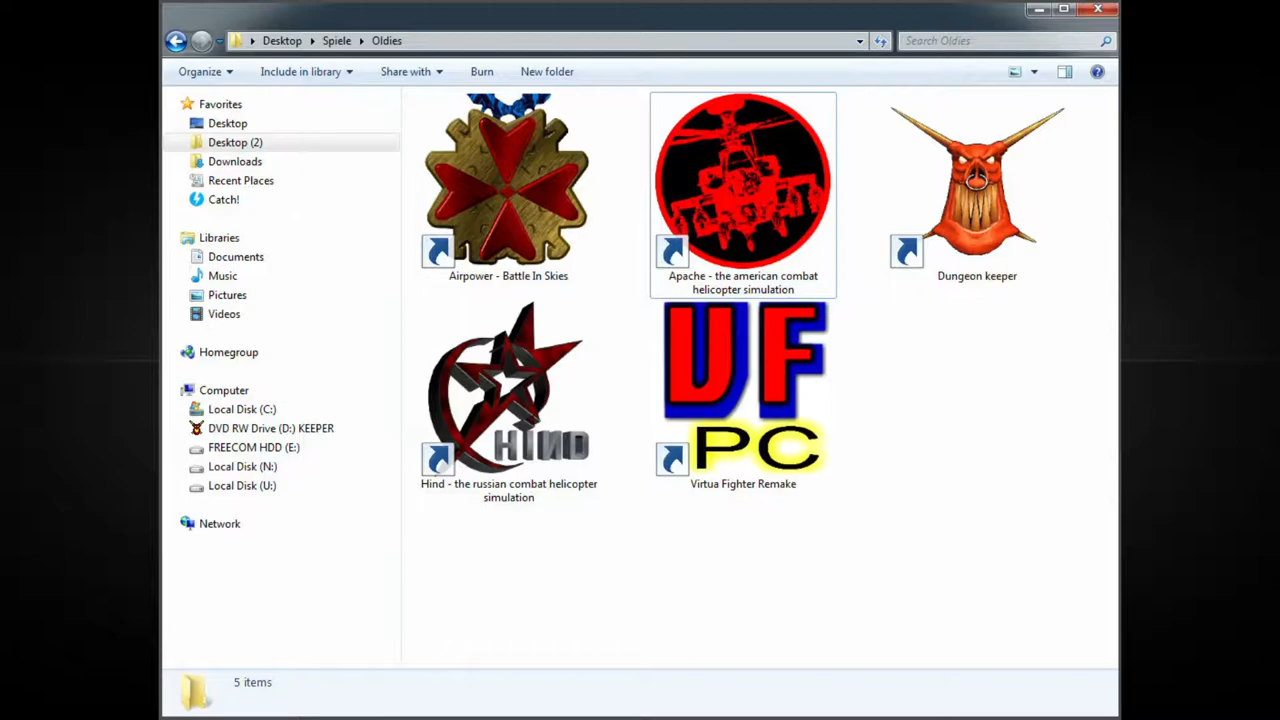 Desktop Spiele Oldies
Search Oldies
Organize Include in library Share with Burn New folder
Favorites
Desktop
Desktop (2)
Downloads
Recent Places
Catch!
Libraries
Documents
Music
Pictures
Videos
Homegroup
Computer
Local Disk (C:)
DVD RW Drive (D:) KEEPER
FREECOM HDD (E:)
Local Disk (N:)
Local Disk (U:)
Network
Airpower - Battle In Skies
Apache - the american combat
helicopter simulation
Dungeon keeper
HIND
Hind - the russian combat helicopter
simulation
VF
PC
Virtua Fighter Remake
5 items